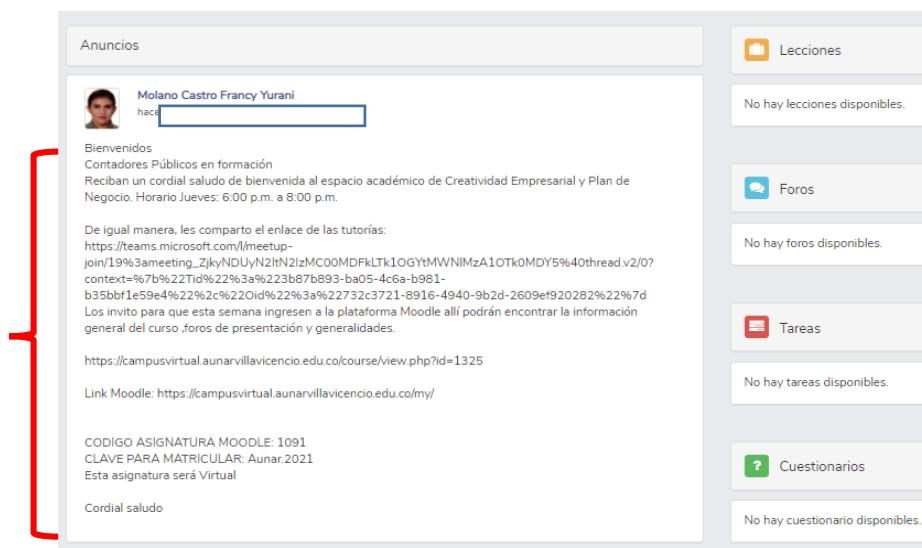 Anuncios
Molano Castro Francy Yurani
hace
Bienvenidos
Contadores Públicos en formación
Reciban un cordial saludo de bienvenida al espacio académico de Creatividad Empresarial y Plan de
Negocio. Horario Jueves: 6:00 p.m. a 8:00 p.m.
De igual manera, les comparto el enlace de las tutorías:
https://teams.microsoft.com/l/meetup-
join/19%3ameeting_ZjkyNDUyN2ItN2IzMC00MDFkLTk1OGYtMWNlMzA1OTk0MDY5%40thread.v2/0?
context=%7b%22Tid%22%3a%223b87b893-ba05-4c6a-b981-
b35bbf1e59e4%22%2c%22Oid%22%3a%22732c3721-8916-4940-9b2d-2609ef920282%22%7d
Los invito para que esta semana ingresen a la plataforma Moodle allí podrán encontrar la información
general del curso ,foros de presentación y generalidades.
https://campusvirtual.aunarvillavicencio.edu.co/course/view.php?id=1325
Link Moodle: https://campusvirtual.aunarvillavicencio.edu.co/my/
CODIGO ASIGNATURA MOODLE: 1091
CLAVE PARA MATRICULAR: Aunar.2021
Esta asignatura será Virtual
Cordial saludo
Lecciones
No hay lecciones disponibles.
Foros
No hay foros disponibles.
Tareas
No hay tareas disponibles.
Cuestionarios
No hay cuestionario disponibles.